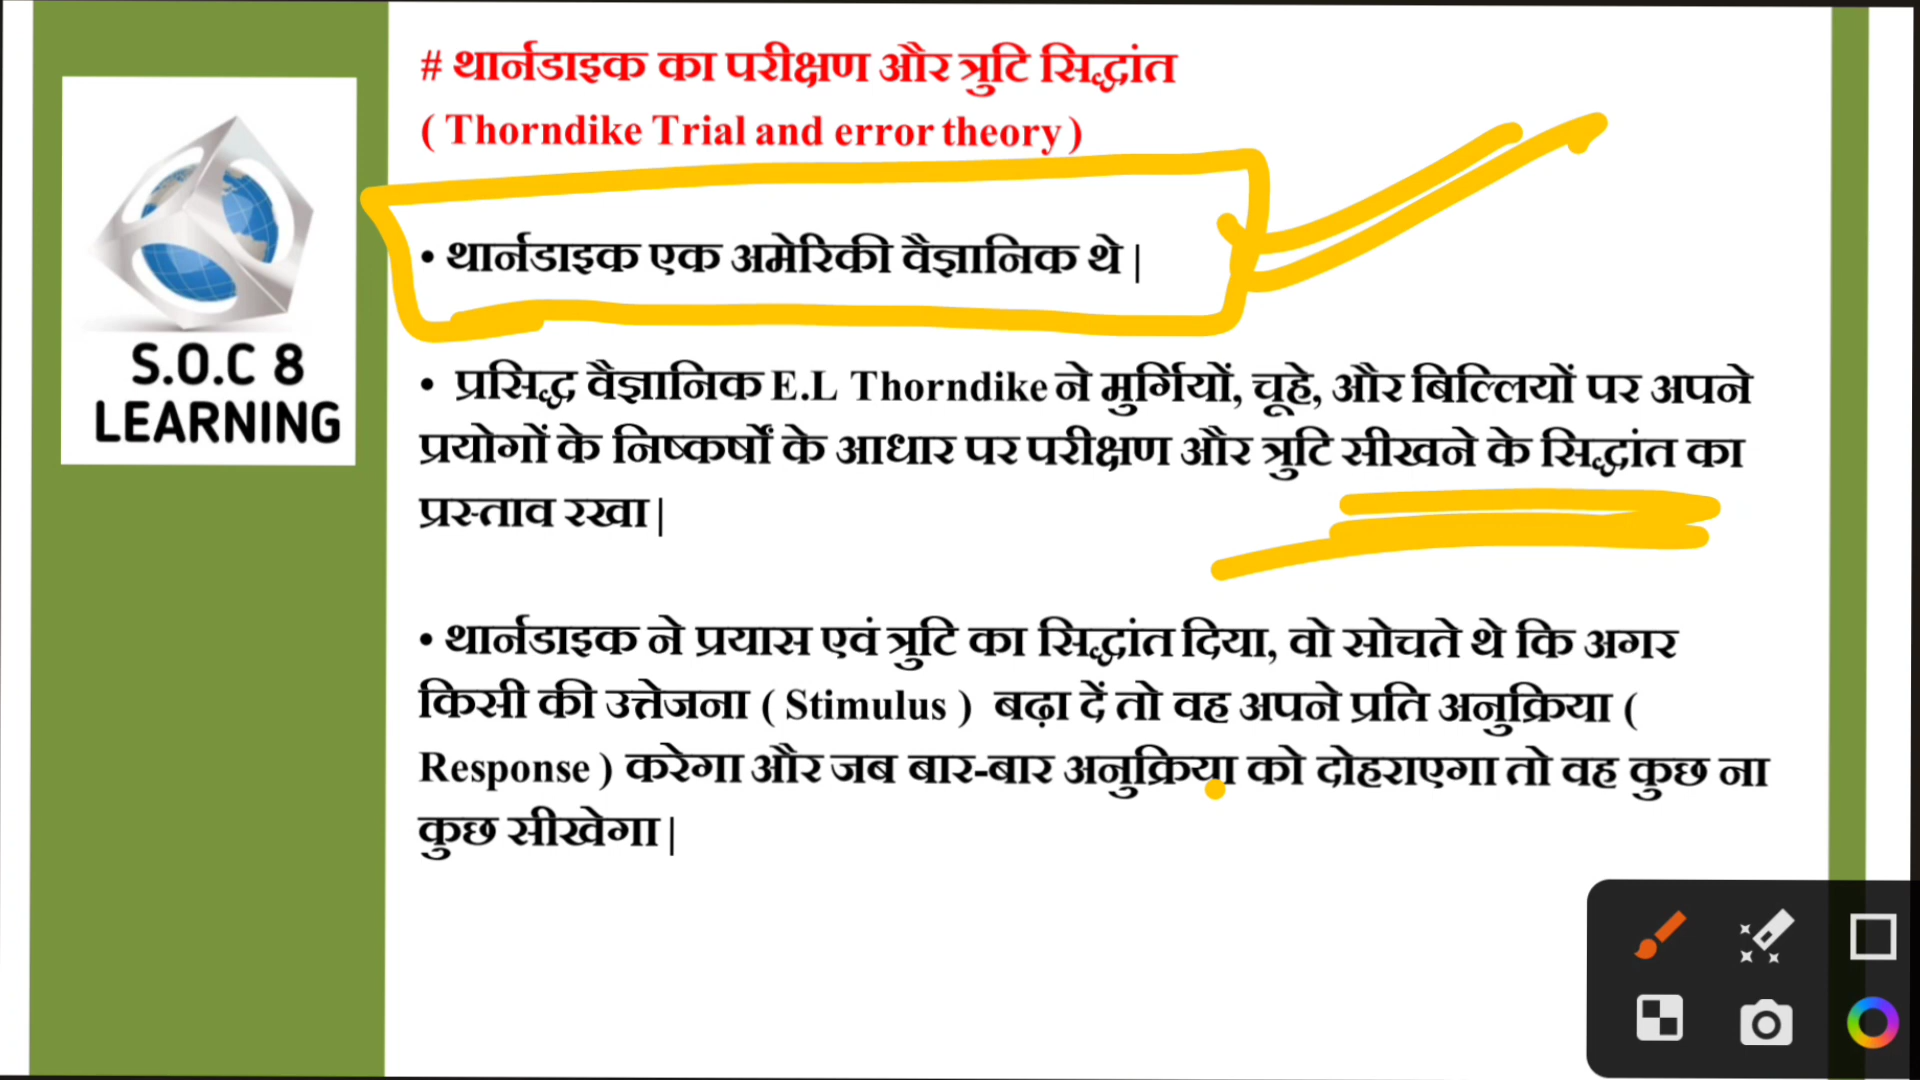 # थार्नडाइक का परीक्षण और त्रुटि सिद्धांत
( Thorndike Trial and error theory )
• थार्नडाइक एक अमेरिकी वैज्ञानिक थे |
S.O.C 8
LEARNING
• प्रसिद्ध वैज्ञानिक E.L Thorndike ने मुर्गियों, चूहे, और बिल्लियों पर अपने
प्रयोगों के निष्कर्षों के आधार पर परीक्षण और त्रुटि सीखने के सिद्धांत का
प्रस्ताव रखा |
• थार्नडाइक ने प्रयास एवं त्रुटि का सिद्धांत दिया, वो सोचते थे कि अगर
किसी की उत्तेजना ( Stimulus ) बढ़ा दें तो वह अपने प्रति अनुक्रिया (
Response ) करेगा और जब बार-बार अनुक्रिया को दोहराएगा तो वह कुछ ना
कुछ सीखेगा |